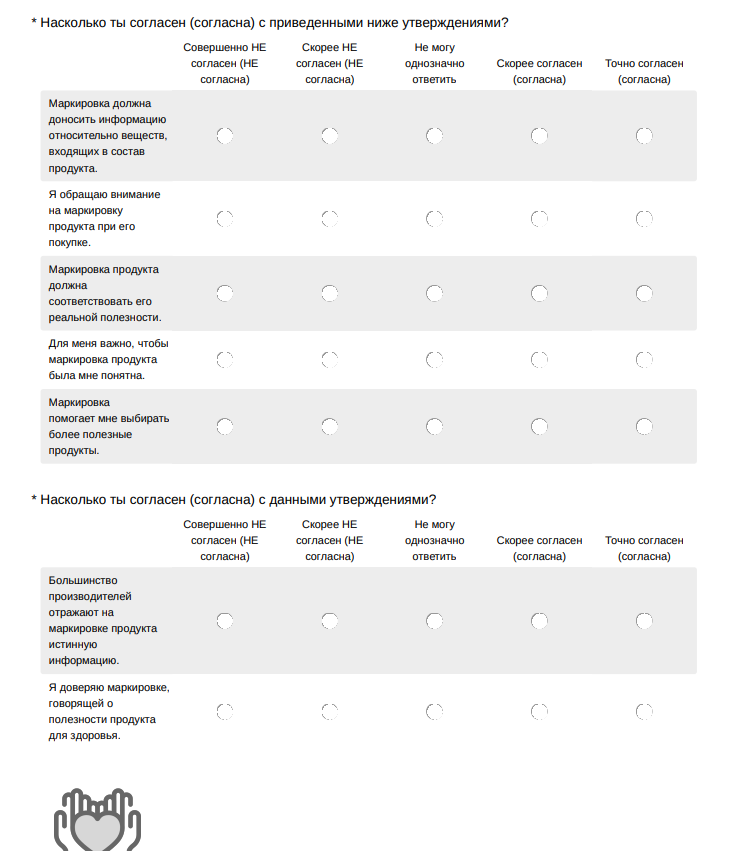 * Насколько ты согласен (согласна) с приведенными ниже утверждениями?
Совершенно НЕ согласен (НЕ согласна)
Скорее НЕ согласен (НЕ согласна)
Не могу однозначно ответить
Скорее согласен (согласна)
Точно согласен (согласна)
Маркировка должна
доносить информацию
относительно веществ,
входящих в состав
продукта.
Я обращаю внимание
на маркировку
продукта при его
покупке.
Маркировка продукта
должна
соответствовать его
реальной полезности.
Для меня важно, чтобы
маркировка продукта
была мне понятна.
Маркировка
помогает мне выбирать
более полезные
продукты.
* Насколько ты согласен (согласна) с данными утверждениями?
Совершенно НЕ согласен (НЕ согласна)
Скорее НЕ согласен (НЕ согласна)
Не могу однозначно ответить
Скорее согласен (согласна)
Точно согласен (согласна)
Большинство
производителей
отражают на
маркировке продукта
истинную
информацию.
Я доверяю маркировке,
говорящей о
полезности продукта
для здоровья.